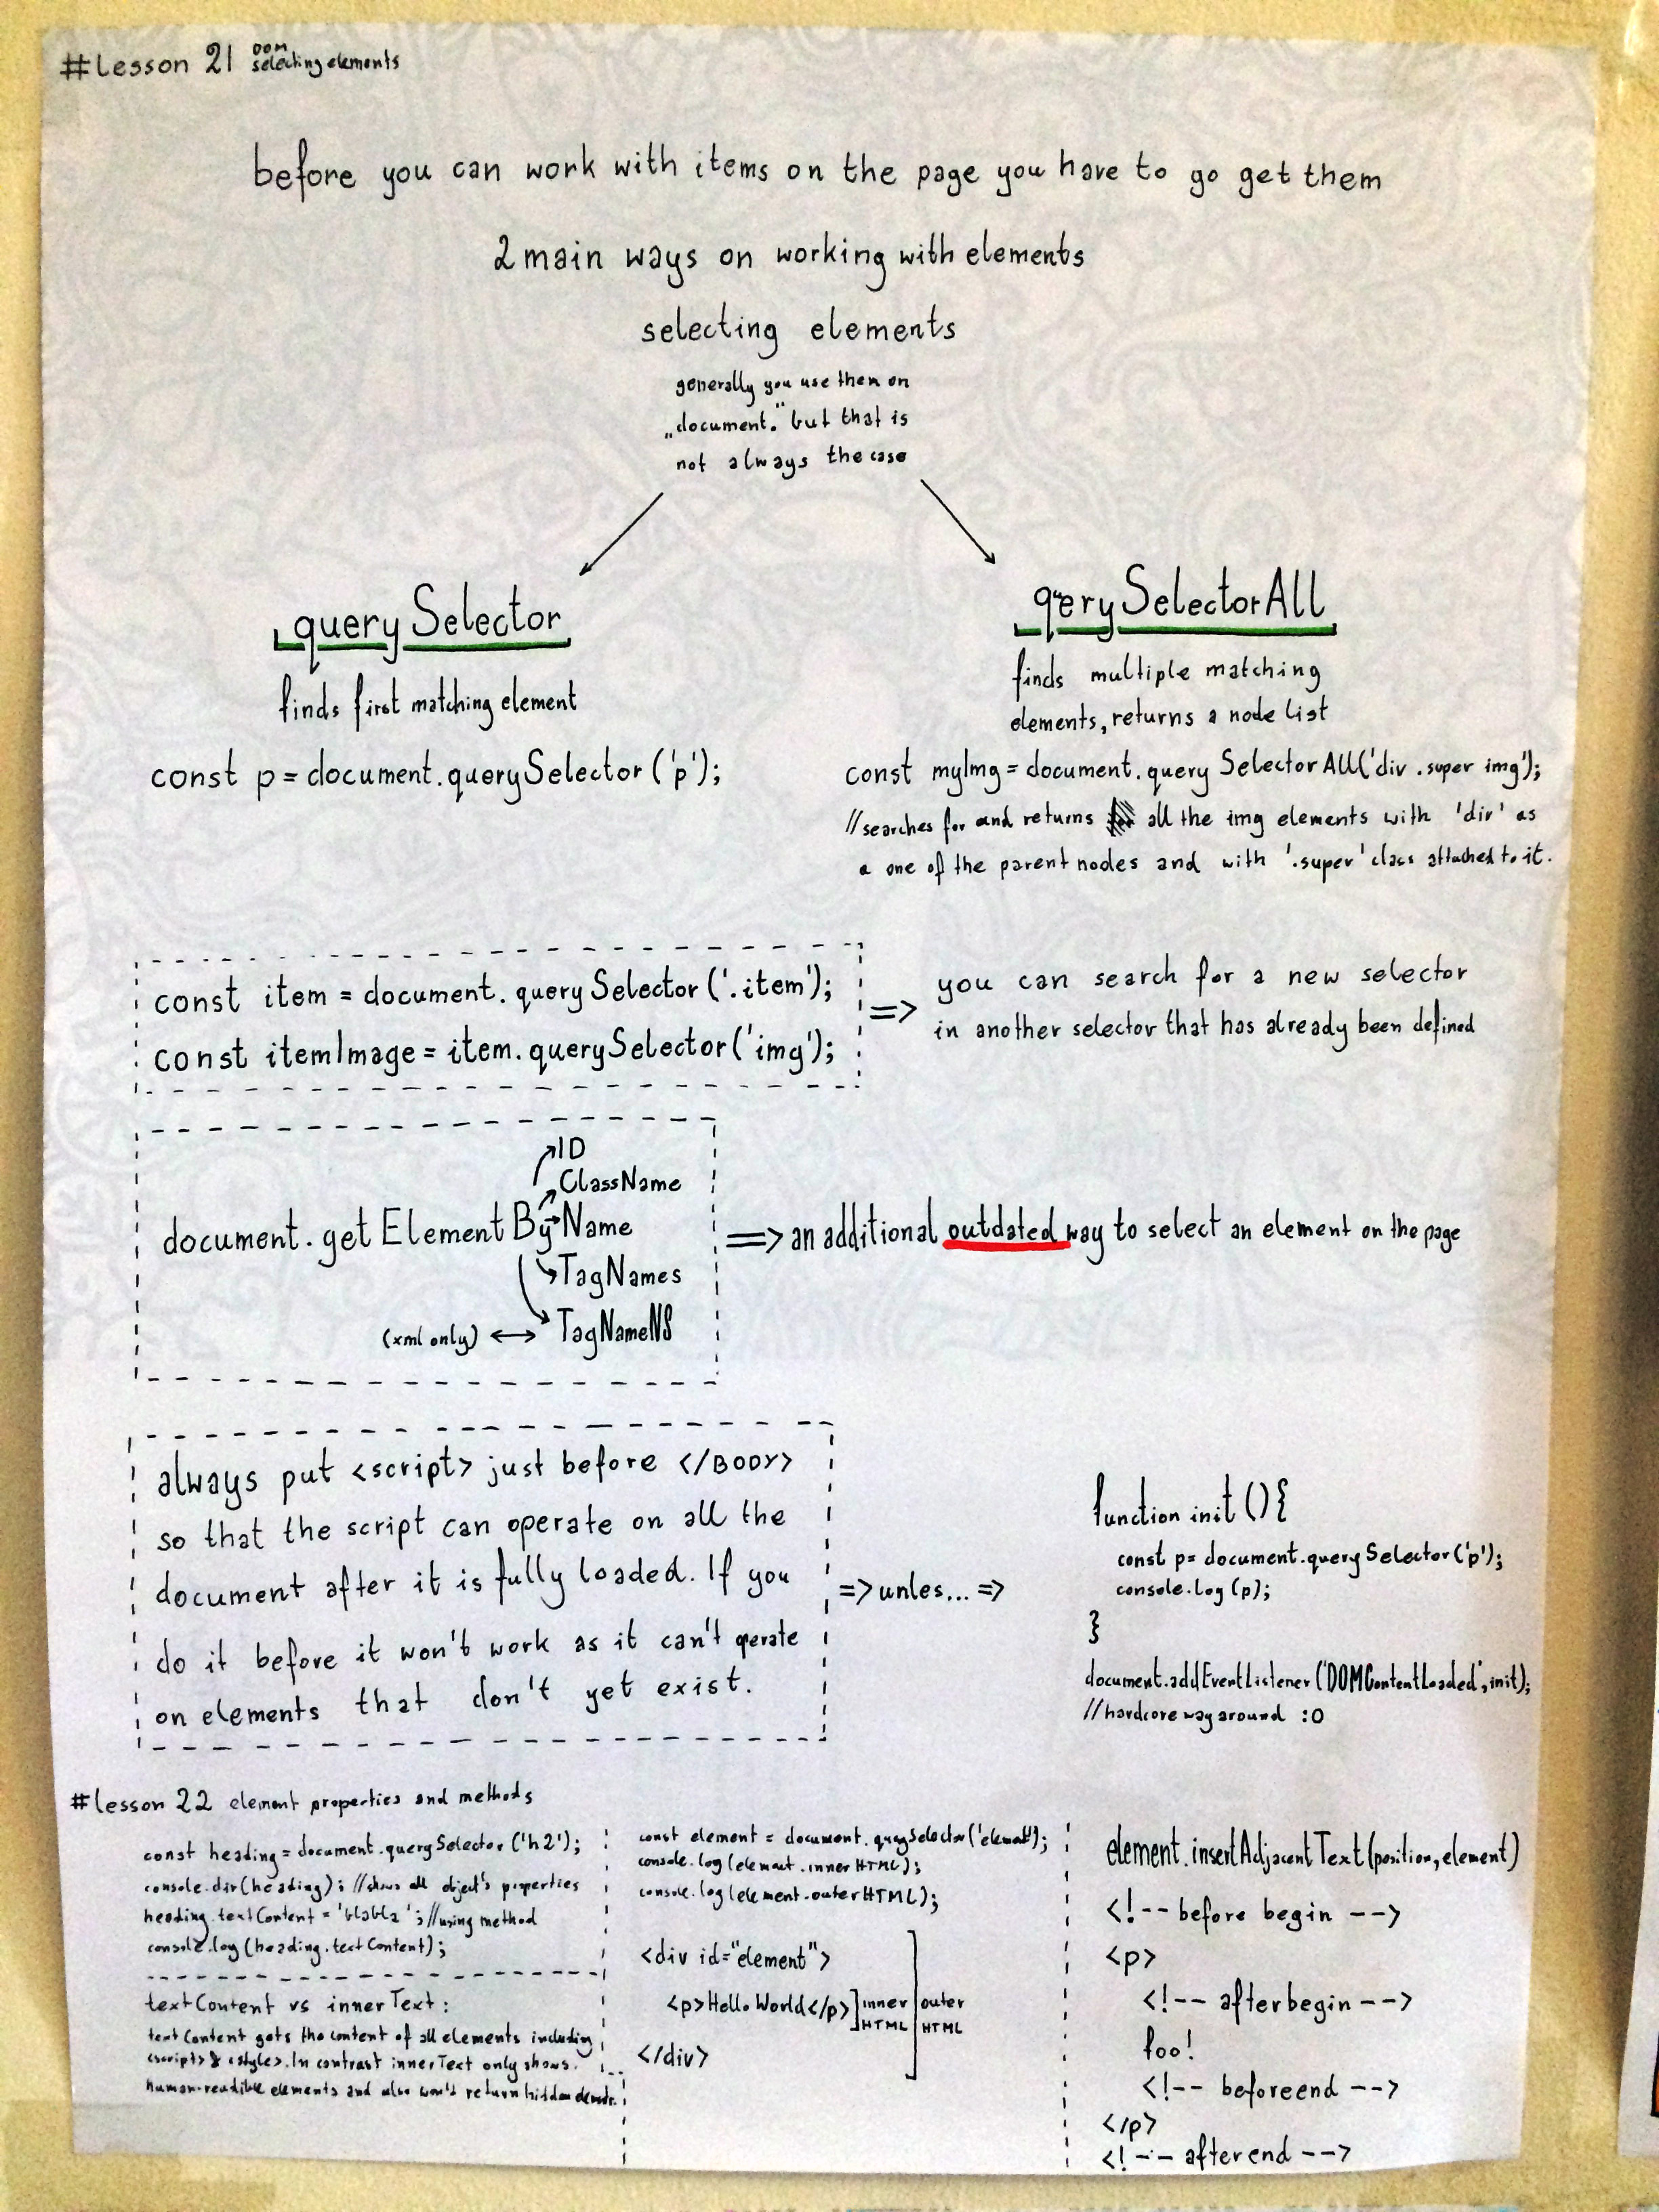 #Lesson 21 DOM selecting elements
before you can work with items on the page you have to go get them
2 main ways on working with elements
selecting elements
generally you use them on
„document." but that is
not always the case
querySelector
finds first matching element
const p = document.querySelector('p');
querySelectorAll
finds multiple matching
elements, returns a node list
const myImg = document.querySelectorAll('div .super img');
//searches for and returns all the img elements with 'div' as
a one of the parent nodes and with '.super' class attached to it.
const item = document.querySelector('.item');
const itemImage = item.querySelector('img');
=> you can search for a new selector
in another selector that has already been defined
ID
ClassName
document.getElementByName
TagNames
(xml only) <-> TagNameNS
=> an additional outdated way to select an element on the page
always put <script> just before </BODY>
so that the script can operate on all the
document after it is fully loaded. If you
do it before it won't work as it can't operate
on elements that don't yet exist.
=> unles... =>
function init(){
const p= document.querySelector('p');
console.log(p);
}
document.addEventListener('DOMContentLoaded', init);
//hardcore way around :O
#lesson 22 element properties and methods
const heading = document.querySelector('h2');
console.dir(heading); //shows all object's properties
heading.textContent = 'blabla'; //using method
console.log(heading.textContent);
textContent vs innerText:
textContent gets the content of all elements including
<script> & <style>. In contrast innerText only shows
human-readible elements and also won't return hidden
const element = document.querySelector('element');
console.log(element.innerHTML);
console.log(element.outerHTML);
<div id="element">
<p>Hello World</p> ] inner HTML | outer HTML
</div>
element.insertAdjacentText(position, element)
<!-- before begin -->
<p>
<!-- afterbegin -->
foo!
<!-- beforeend -->
</p>
<!-- afterend -->